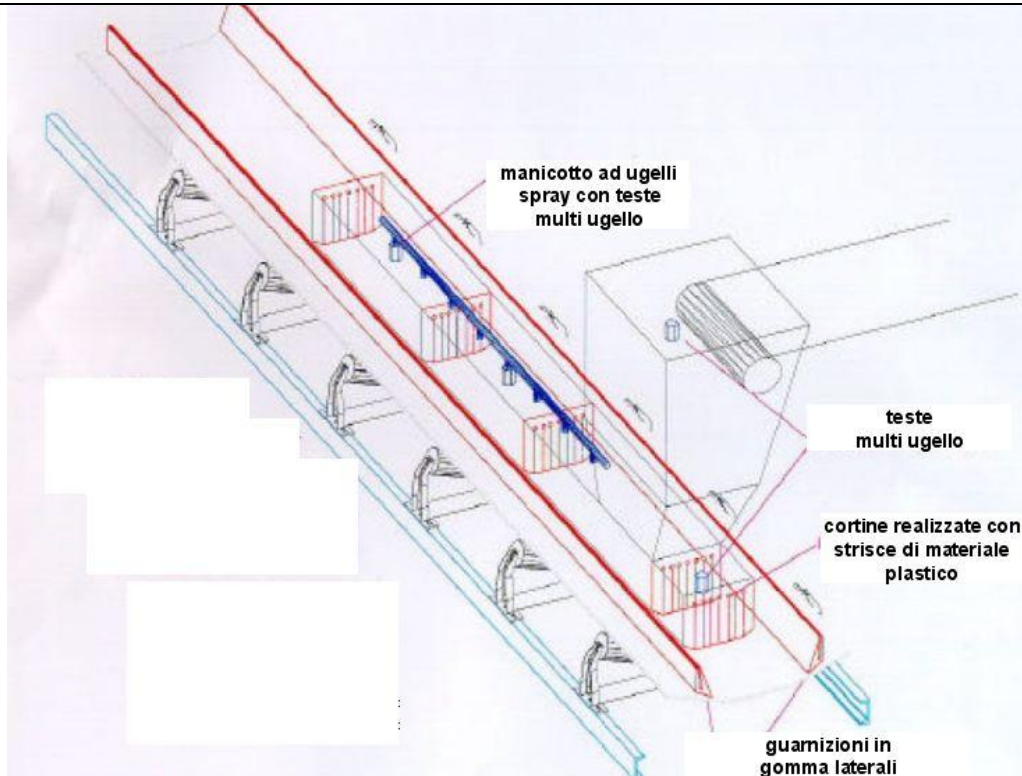 manicotto ad ugelli
spray con teste
multi ugello
teste
multi ugello
cortine realizzate con
strisce di materiale
plastico
guarnizioni in
gomma laterali